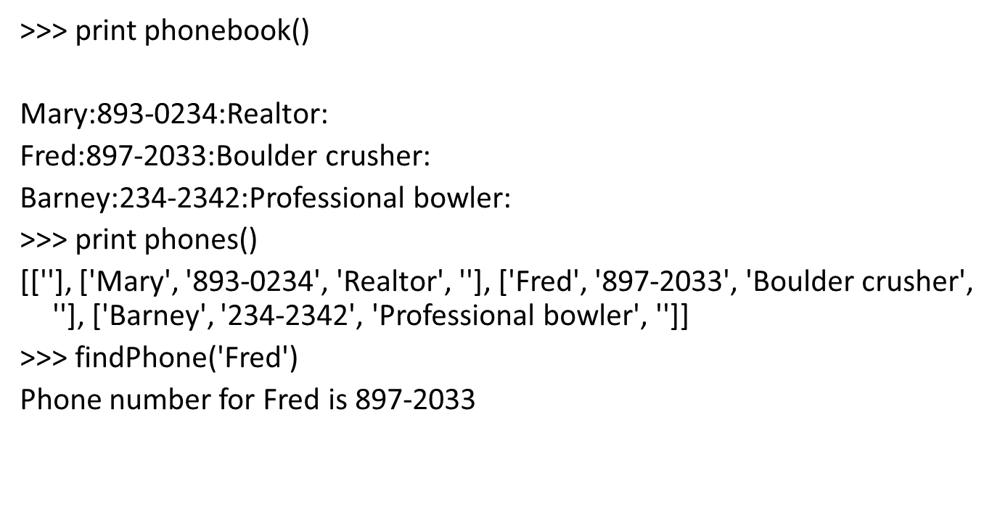 >>> print phonebook()
Mary:893-0234:Realtor:
Fred:897-2033:Boulder crusher:
Barney:234-2342:Professional bowler:
>>> print phones()
[[''], ['Mary', '893-0234', 'Realtor', ''], ['Fred', '897-2033', 'Boulder crusher',
''], ['Barney', '234-2342', 'Professional bowler', '']]
>>> findPhone('Fred')
Phone number for Fred is 897-2033